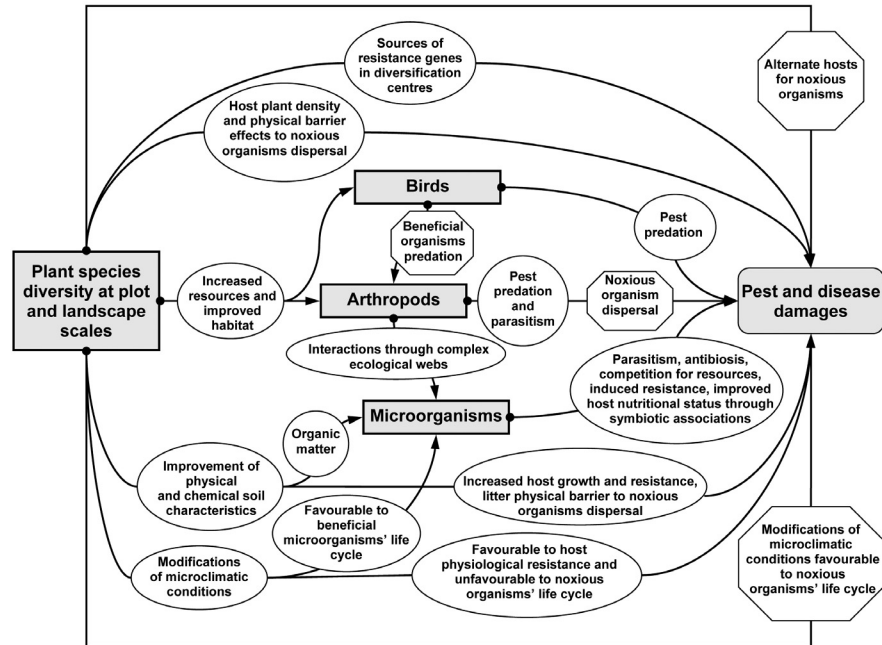 Sources of
resistance genes
in diversification
centres
Alternate hosts
for noxious
organisms
Host plant density
and physical barrier
effects to noxious
organisms dispersal
Birds
Pest
predation
Beneficial
organisms
predation
Plant species
diversity at plot
and landscape
scales
Increased
resources and
improved
habitat
Arthropods
Pest
predation
and
parasitism
Noxious
organism
dispersal
Pest and disease
damages
Interactions through complex
ecological webs
Parasitism, antibiosis,
competition for resources,
induced resistance, improved
host nutritional status through
symbiotic associations
Microorganisms
Organic
matter
Improvement of
physical
and chemical soil
characteristics
Increased host growth and resistance,
litter physical barrier to noxious
organisms dispersal
Favourable to
beneficial
microorganisms' life
cycle
Modifications
of microclimatic
conditions
Favourable to host
physiological resistance and
unfavourable to noxious
organisms' life cycle
Modifications of
microclimatic
conditions favourable
to noxious
organisms' life cycle